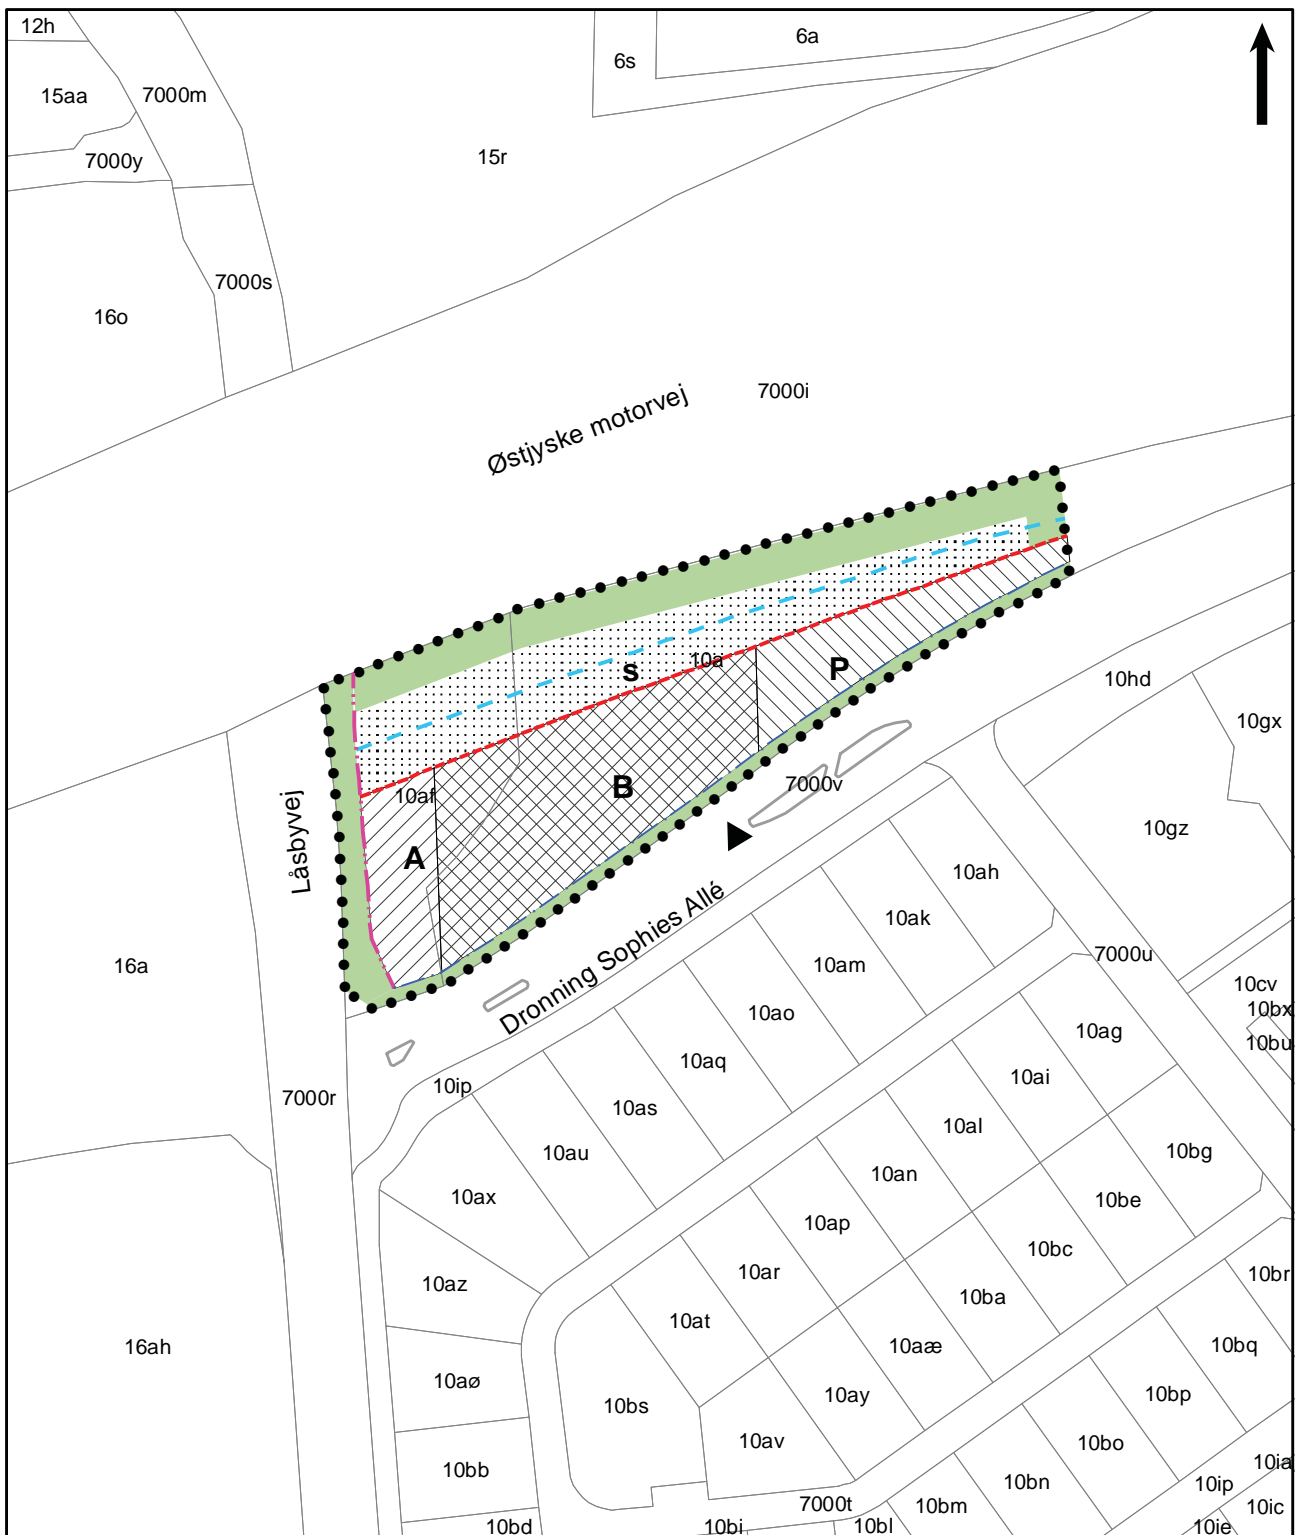 12h
6a
6s
15aa
7000m
15r
7000y
7000s
16o
7000i
Østjyske motorvej
s
10a
P
10hd
10gx
10af
B
7000v
Låsbyvej
A
10gz
10ah
Dronning Sophies Allé
10ak
16a
10am
7000u
10cv
10bx
10ao
10ag
10bu
10aq
10ai
10ip
7000r
10as
10al
10au
10bg
10an
10ax
10be
10ap
10bc
10ar
10br
10az
10ba
10at
16ah
10aæ
10bq
10aø
10ay
10bp
10bs
10av
10bo
10bb
10ia
10bn
10ip
7000t
10bm
10ic
10bd
10bi
10bl
10ie